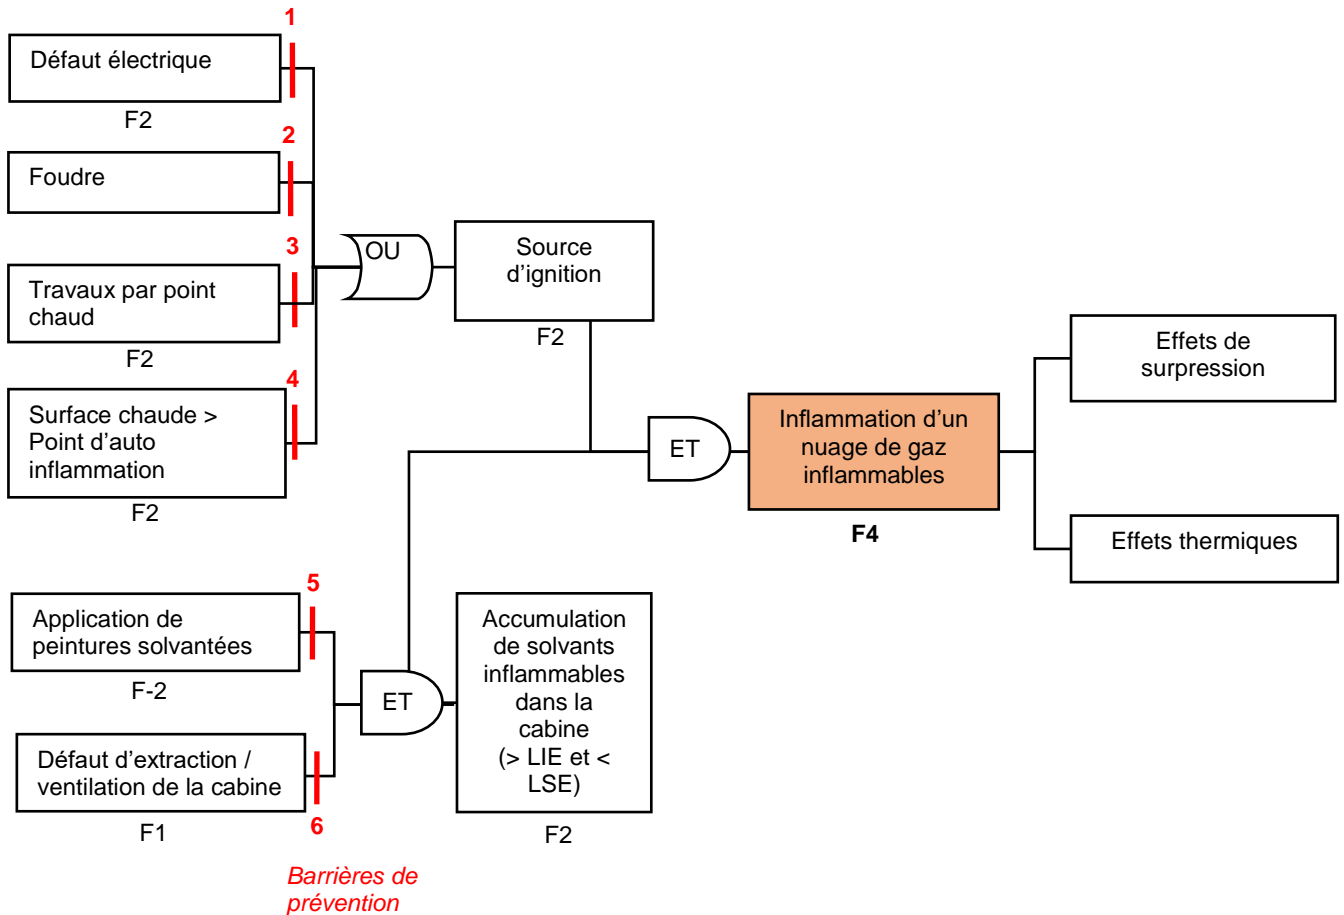 1
Défaut électrique
F2
2
Foudre
3
Travaux par point
chaud
F2
4
Surface chaude >
Point d'auto
inflammation
F2
OU
Source
d'ignition
F2
ET
Inflammation d'un
nuage de gaz
inflammables
F4
Effets de
surpression
Effets thermiques
5
Application de
peintures solvantées
F-2
Défaut d'extraction /
ventilation de la cabine
F1
6
ET
Accumulation
de solvants
inflammables
dans la
cabine
(> LIE et <
LSE)
F2
Barrières de
prévention